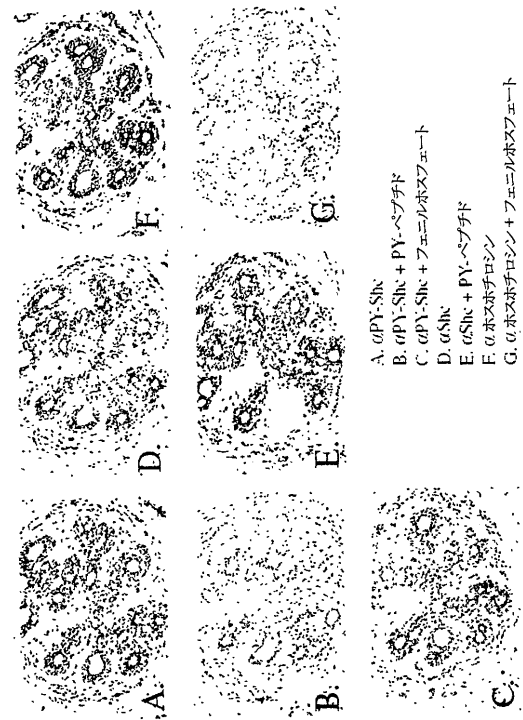 A.
B.
C.
D.
E.
F.
G.
A. αPY-Shc
B. αPY-Shc + PY-ペプチド
C. αPY-Shc + フェニルホスフェート
D. αShc
E. αShc + PY-ペプチド
F. α ホスホチロシン
G. α ホスホチロシン + フェニルホスフェート